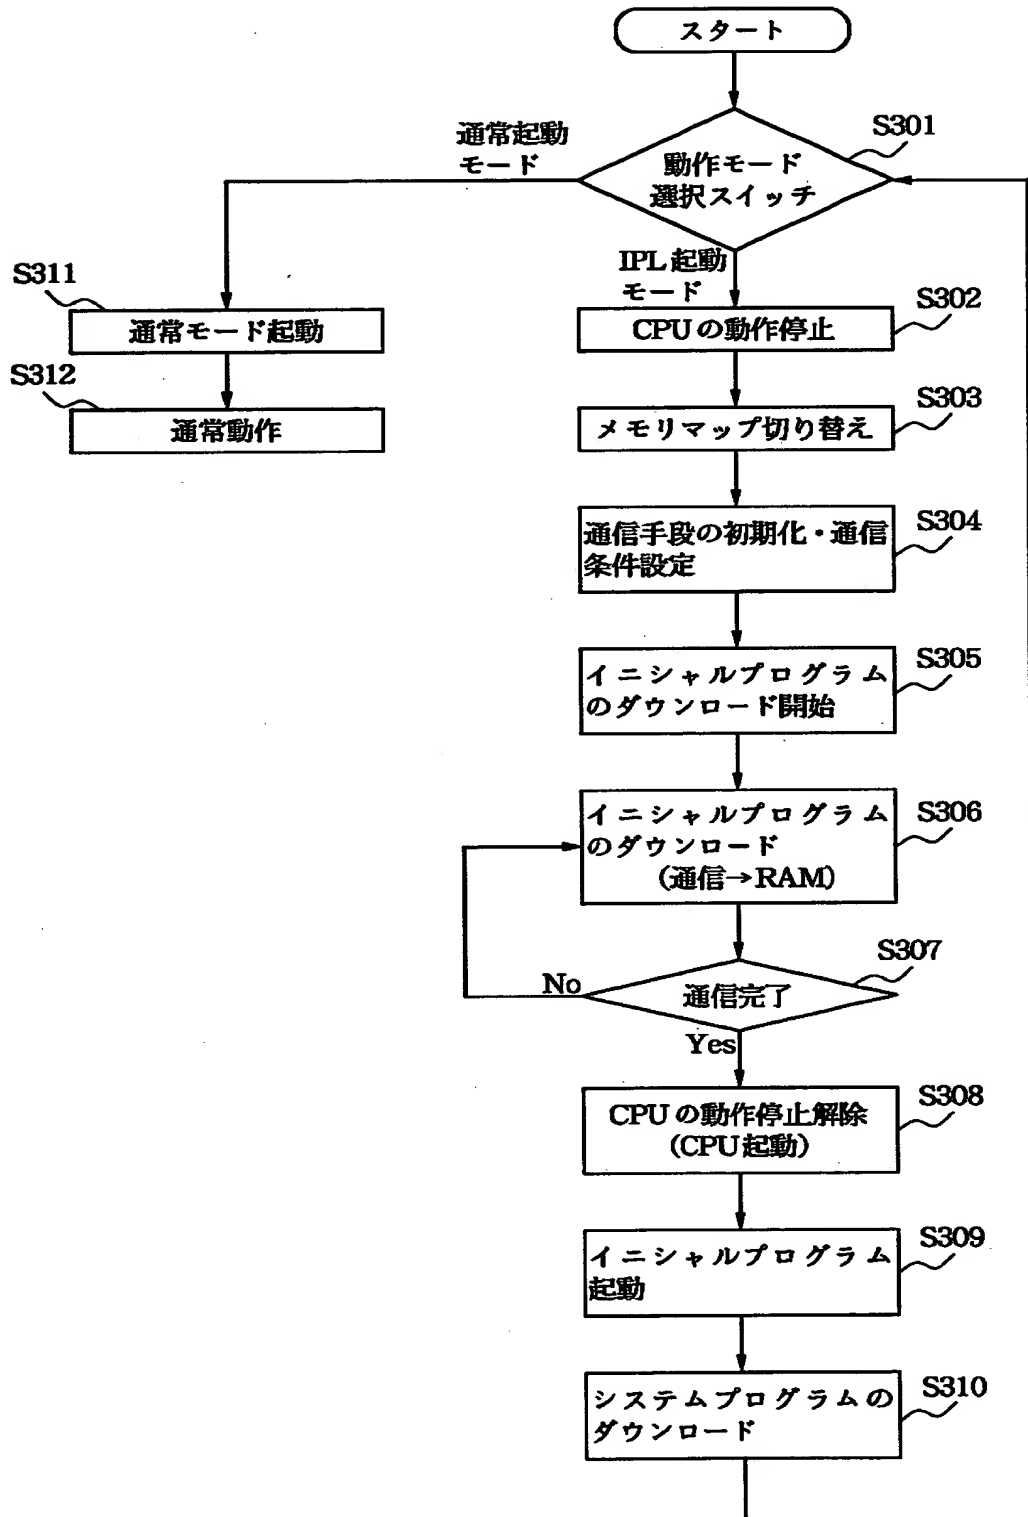 スタート
S301
通常起動
モード
動作モード
選択スイッチ
IPL起動
モード
S311
通常モード起動
S302
CPUの動作停止
S312
通常動作
S303
メモリマップ切り替え
S304
通信手段の初期化・通信
条件設定
S305
イニシャルプログラム
のダウンロード開始
S306
イニシャルプログラム
のダウンロード
(通信→RAM)
S307
No
通信完了
Yes
S308
CPUの動作停止解除
(CPU起動)
S309
イニシャルプログラム
起動
S310
システムプログラムの
ダウンロード